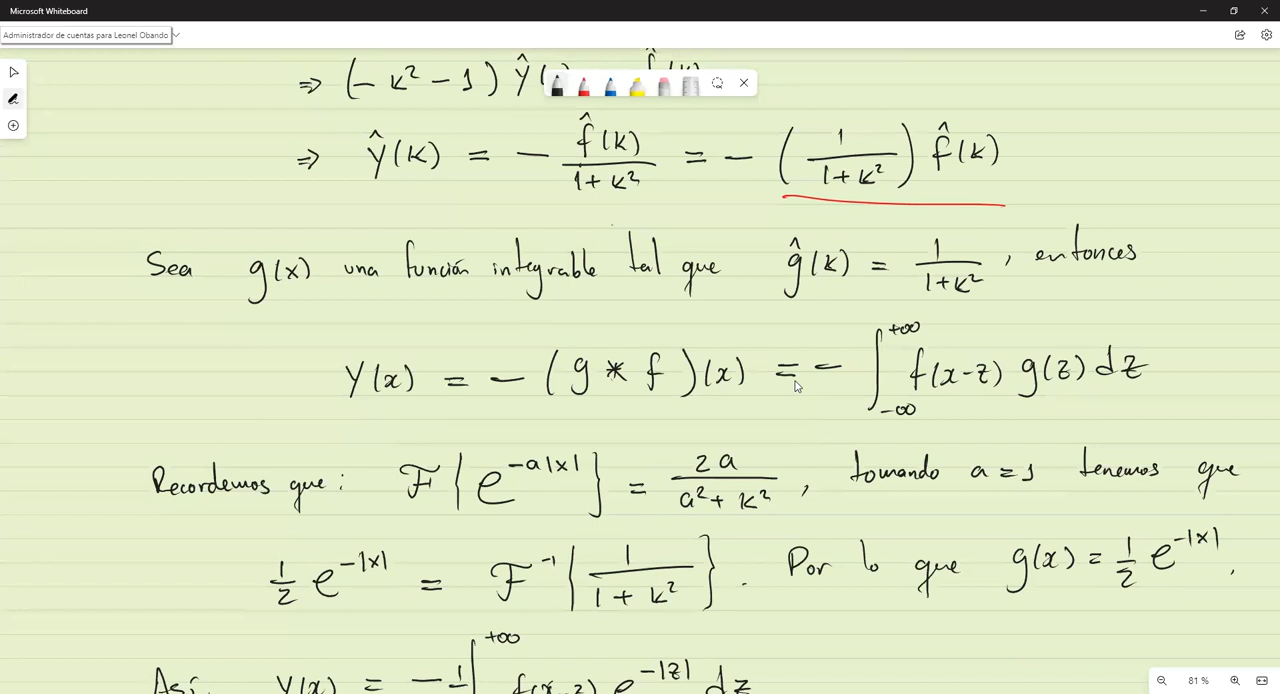 Microsoft Whiteboard
Administrador de cuentas para Leonel Obando
⇒ (-k² - 1) Ŷ(
⇒ Ŷ(k) = - f̂(k) / (1+k²) = - (1 / (1+k²)) f̂(k)
Sea g(x) una función integrable tal que ĝ(k) = 1 / (1+k²), entonces
Y(x) = - (g * f)(x) = - ∫_{-∞}^{+∞} f(x-z) g(z) dz
Recordemos que: ℱ{e^{-a|x|}} = 2a / (a²+k²), tomando a = 1 tenemos que
1/2 e^{-|x|} = ℱ⁻¹{1 / (1+k²)}. Por lo que g(x) = 1/2 e^{-|x|},
Así, Y(x) = -1 ∫^{+∞} f(x-z) e^{-|z|} dz
81 %